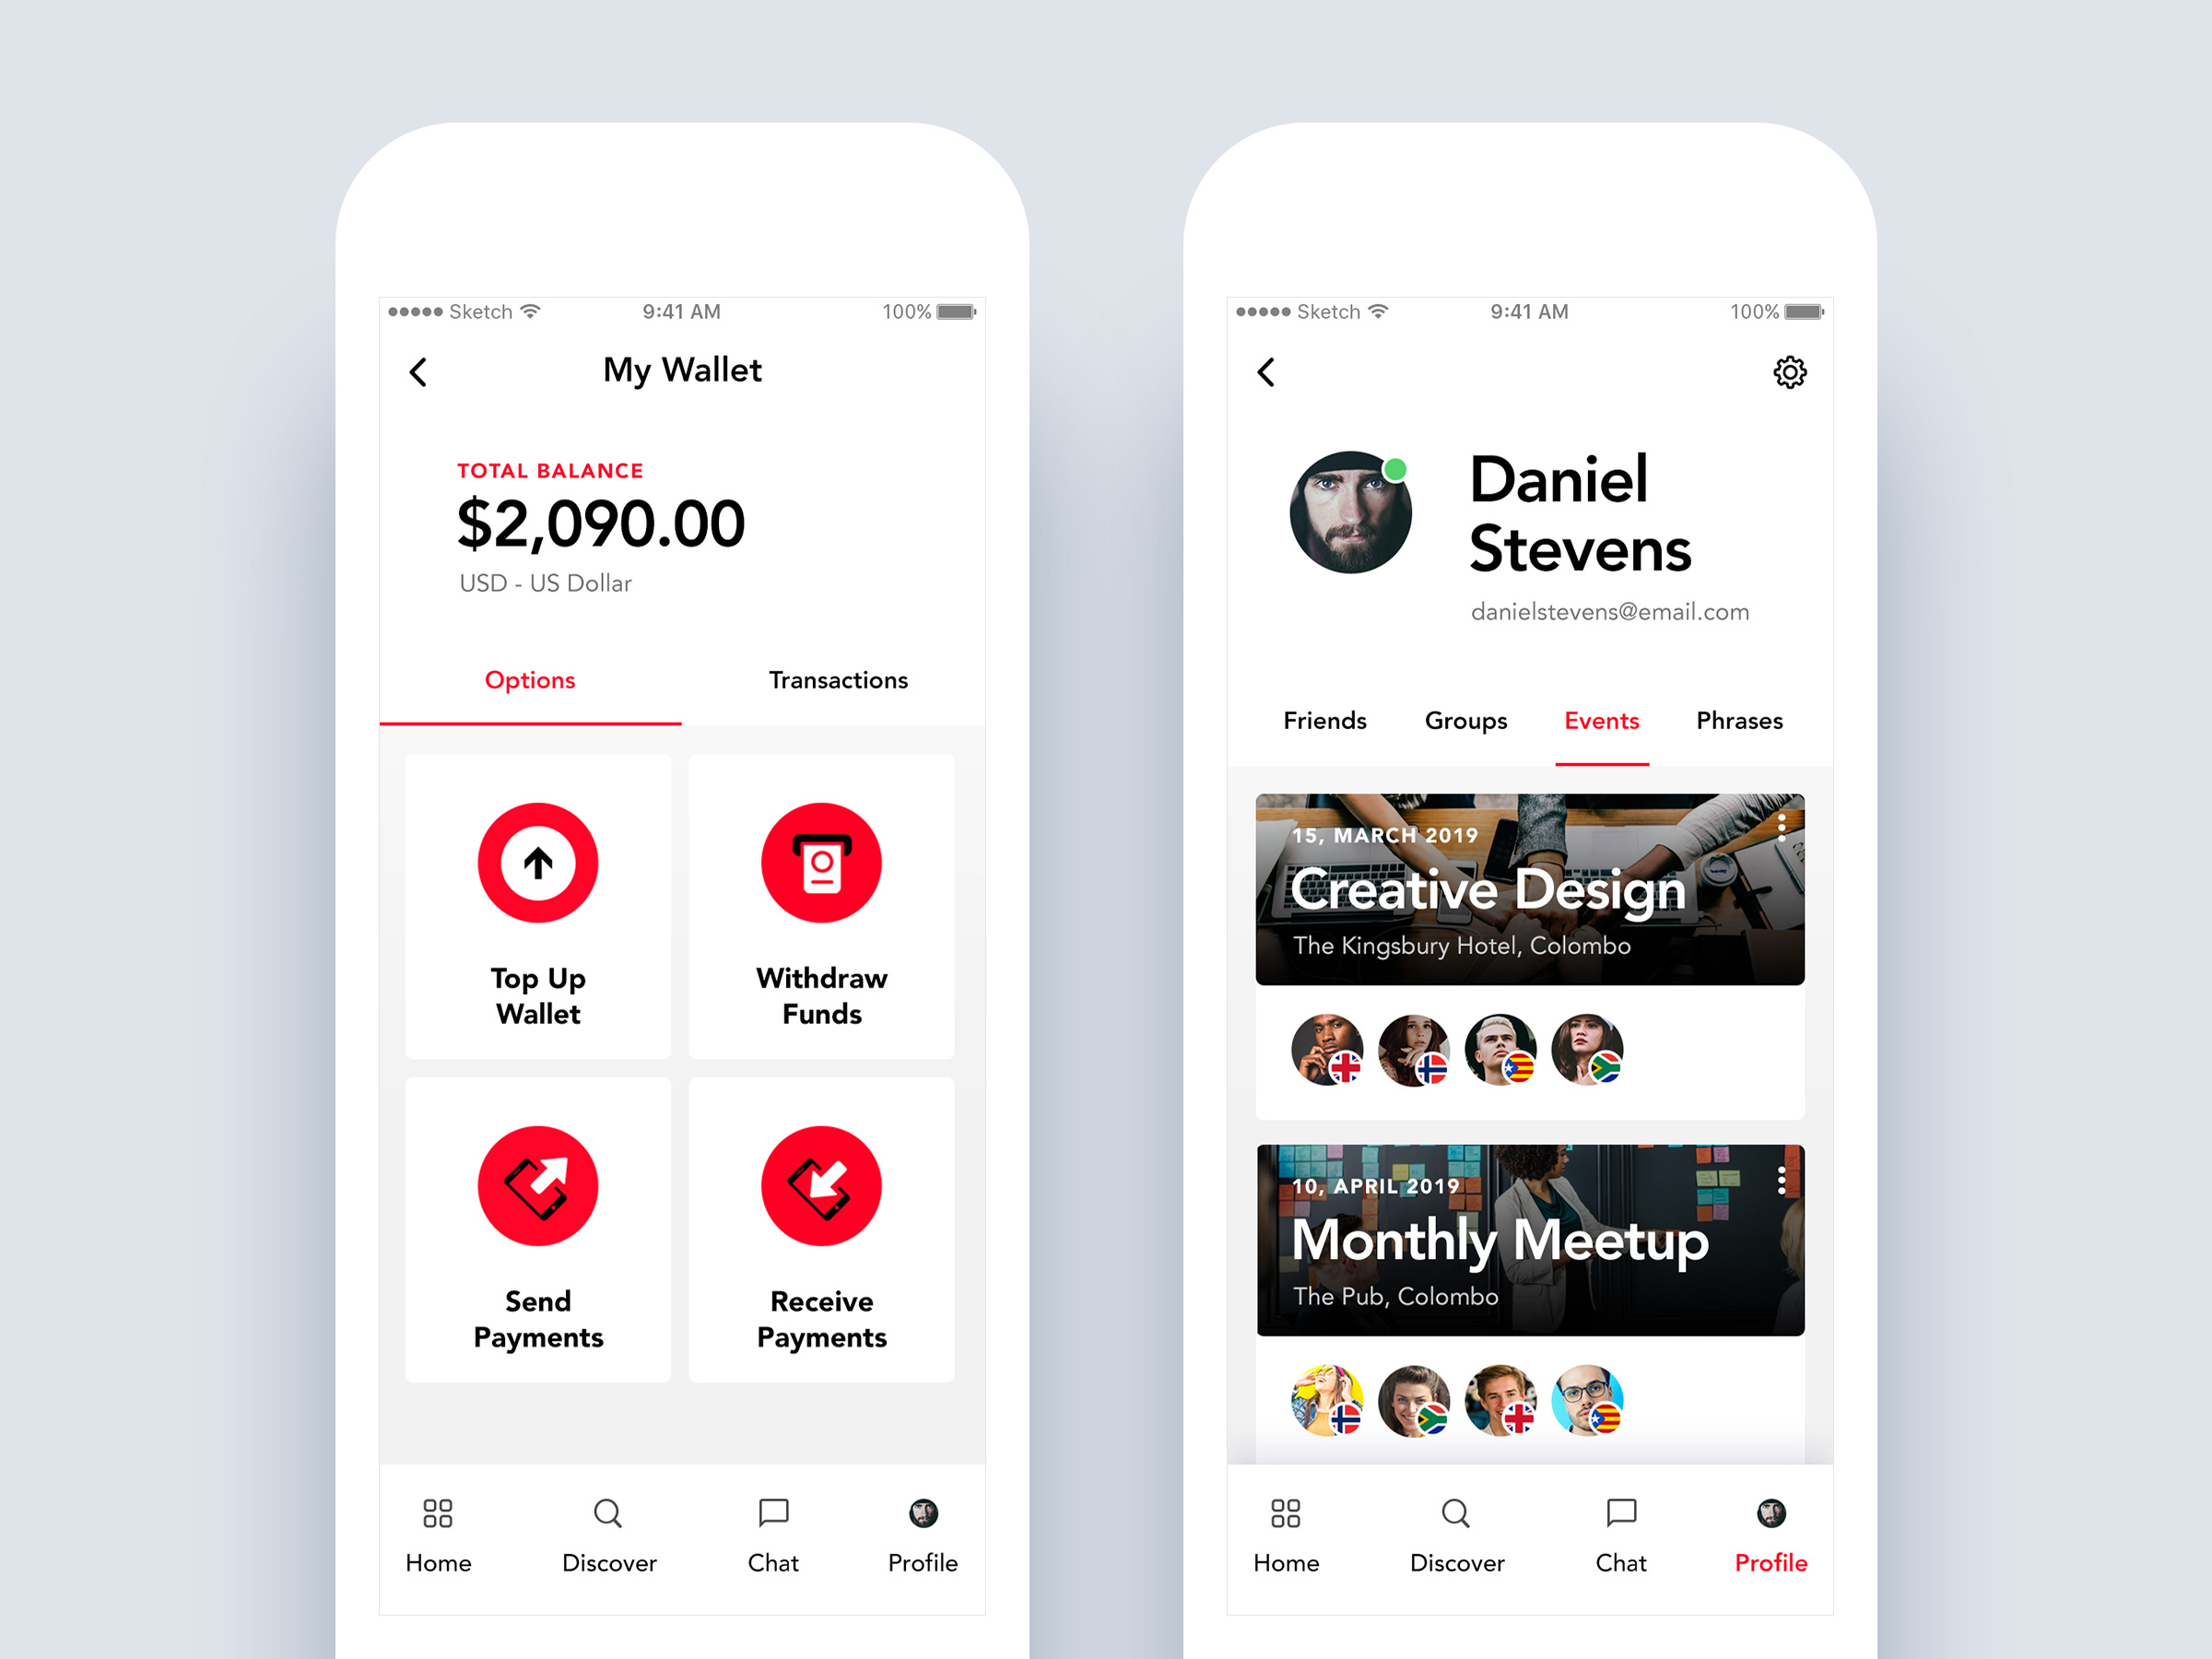 Sketch
9:41 AM
100%
My Wallet
TOTAL BALANCE
$2,090.00
USD - US Dollar
Options
Transactions
Top Up
Wallet
Withdraw
Funds
Send
Payments
Receive
Payments
Home
Discover
Chat
Profile
Sketch
9:41 AM
100%
Daniel
Stevens
danielstevens@email.com
Friends
Groups
Events
Phrases
15, MARCH 2019
Creative Design
The Kingsbury Hotel, Colombo
10, APRIL 2019
Monthly Meetup
The Pub, Colombo
Home
Discover
Chat
Profile